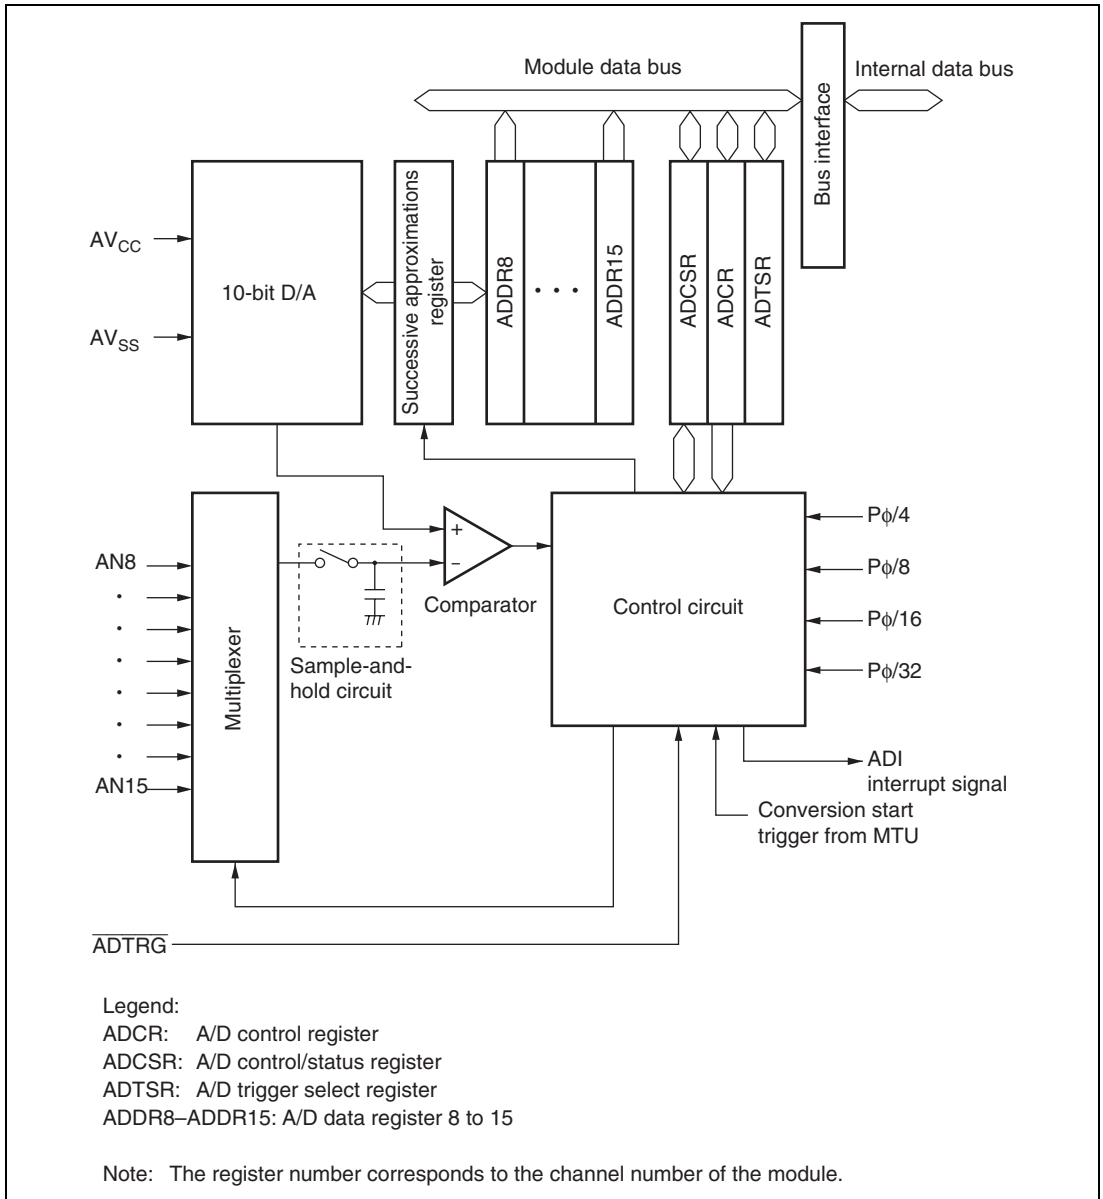 Module data bus
Internal data bus
Bus interface
AVCC
AVSS
10-bit D/A
Successive approximations
register
ADDR8
• • •
ADDR15
ADCSR
ADCR
ADTSR
AN8
•
•
•
•
•
•
AN15
Multiplexer
Sample-and-
hold circuit
+
−
Comparator
Control circuit
Pϕ/4
Pϕ/8
Pϕ/16
Pϕ/32
ADI
interrupt signal
Conversion start
trigger from MTU
ADTRG
Legend:
ADCR: A/D control register
ADCSR: A/D control/status register
ADTSR: A/D trigger select register
ADDR8–ADDR15: A/D data register 8 to 15
Note: The register number corresponds to the channel number of the module.